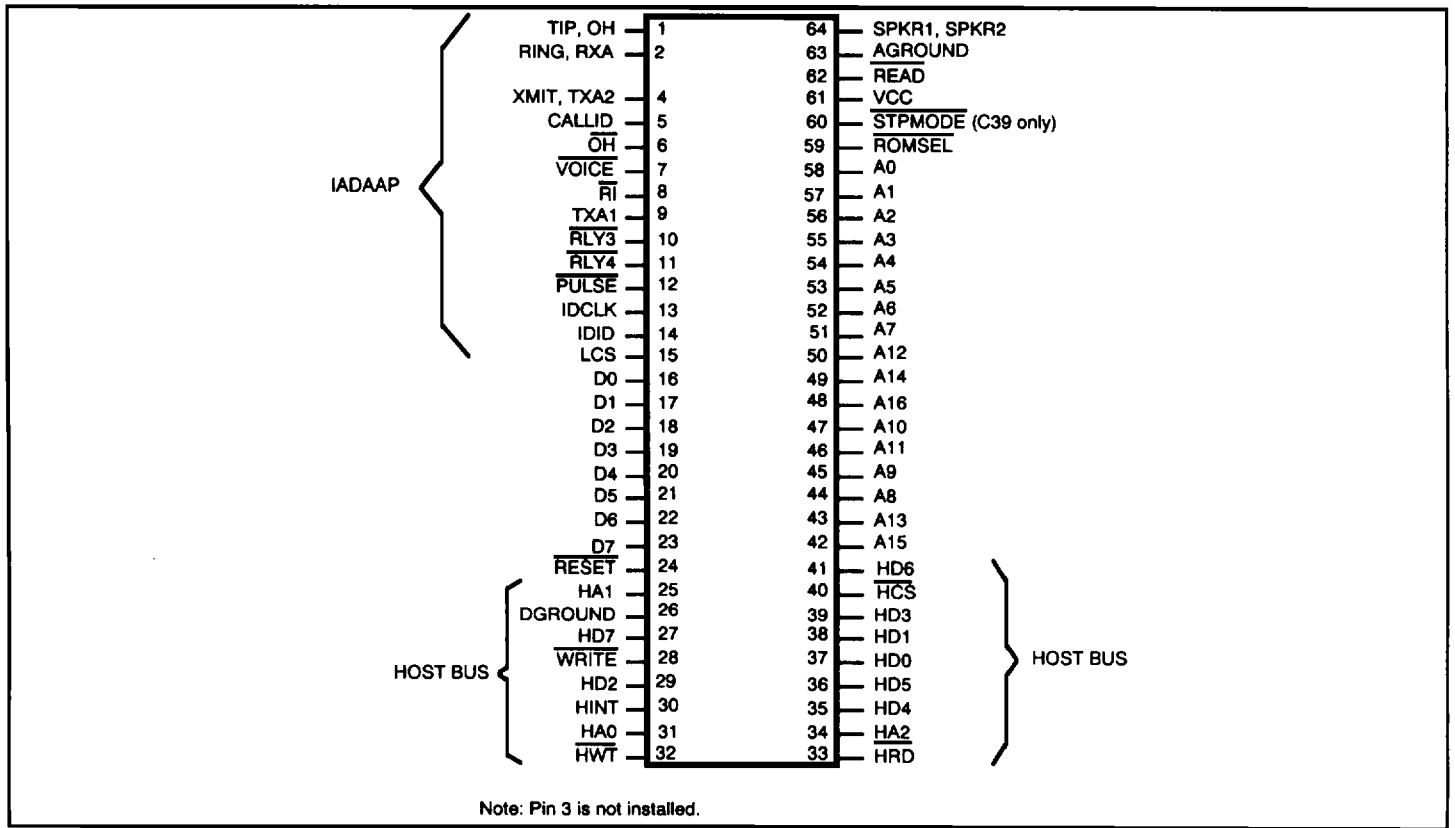 TIP, OH 1 64 SPKR1, SPKR2
RING, RXA 2 63 AGROUND
62 READ
XMIT, TXA2 4 61 VCC
CALLID 5 60 STPMODE (C39 only)
OH 6 59 ROMSEL
VOICE 7 58 A0
IADAAP
RI 8 57 A1
TXA1 9 56 A2
RLY3 10 55 A3
RLY4 11 54 A4
PULSE 12 53 A5
IDCLK 13 52 A6
IDID 14 51 A7
LCS 15 50 A12
D0 16 49 A14
D1 17 48 A16
D2 18 47 A10
D3 19 46 A11
D4 20 45 A9
D5 21 44 A8
D6 22 43 A13
D7 23 42 A15
RESET 24 41 HD6
HA1 25 40 HCS
DGROUND 26 39 HD3
HD7 27 38 HD1
WRITE 28 37 HD0
HOST BUS
HOST BUS
HD2 29 36 HD5
HINT 30 35 HD4
HA0 31 34 HA2
HWT 32 33 HRD
Note: Pin 3 is not installed.